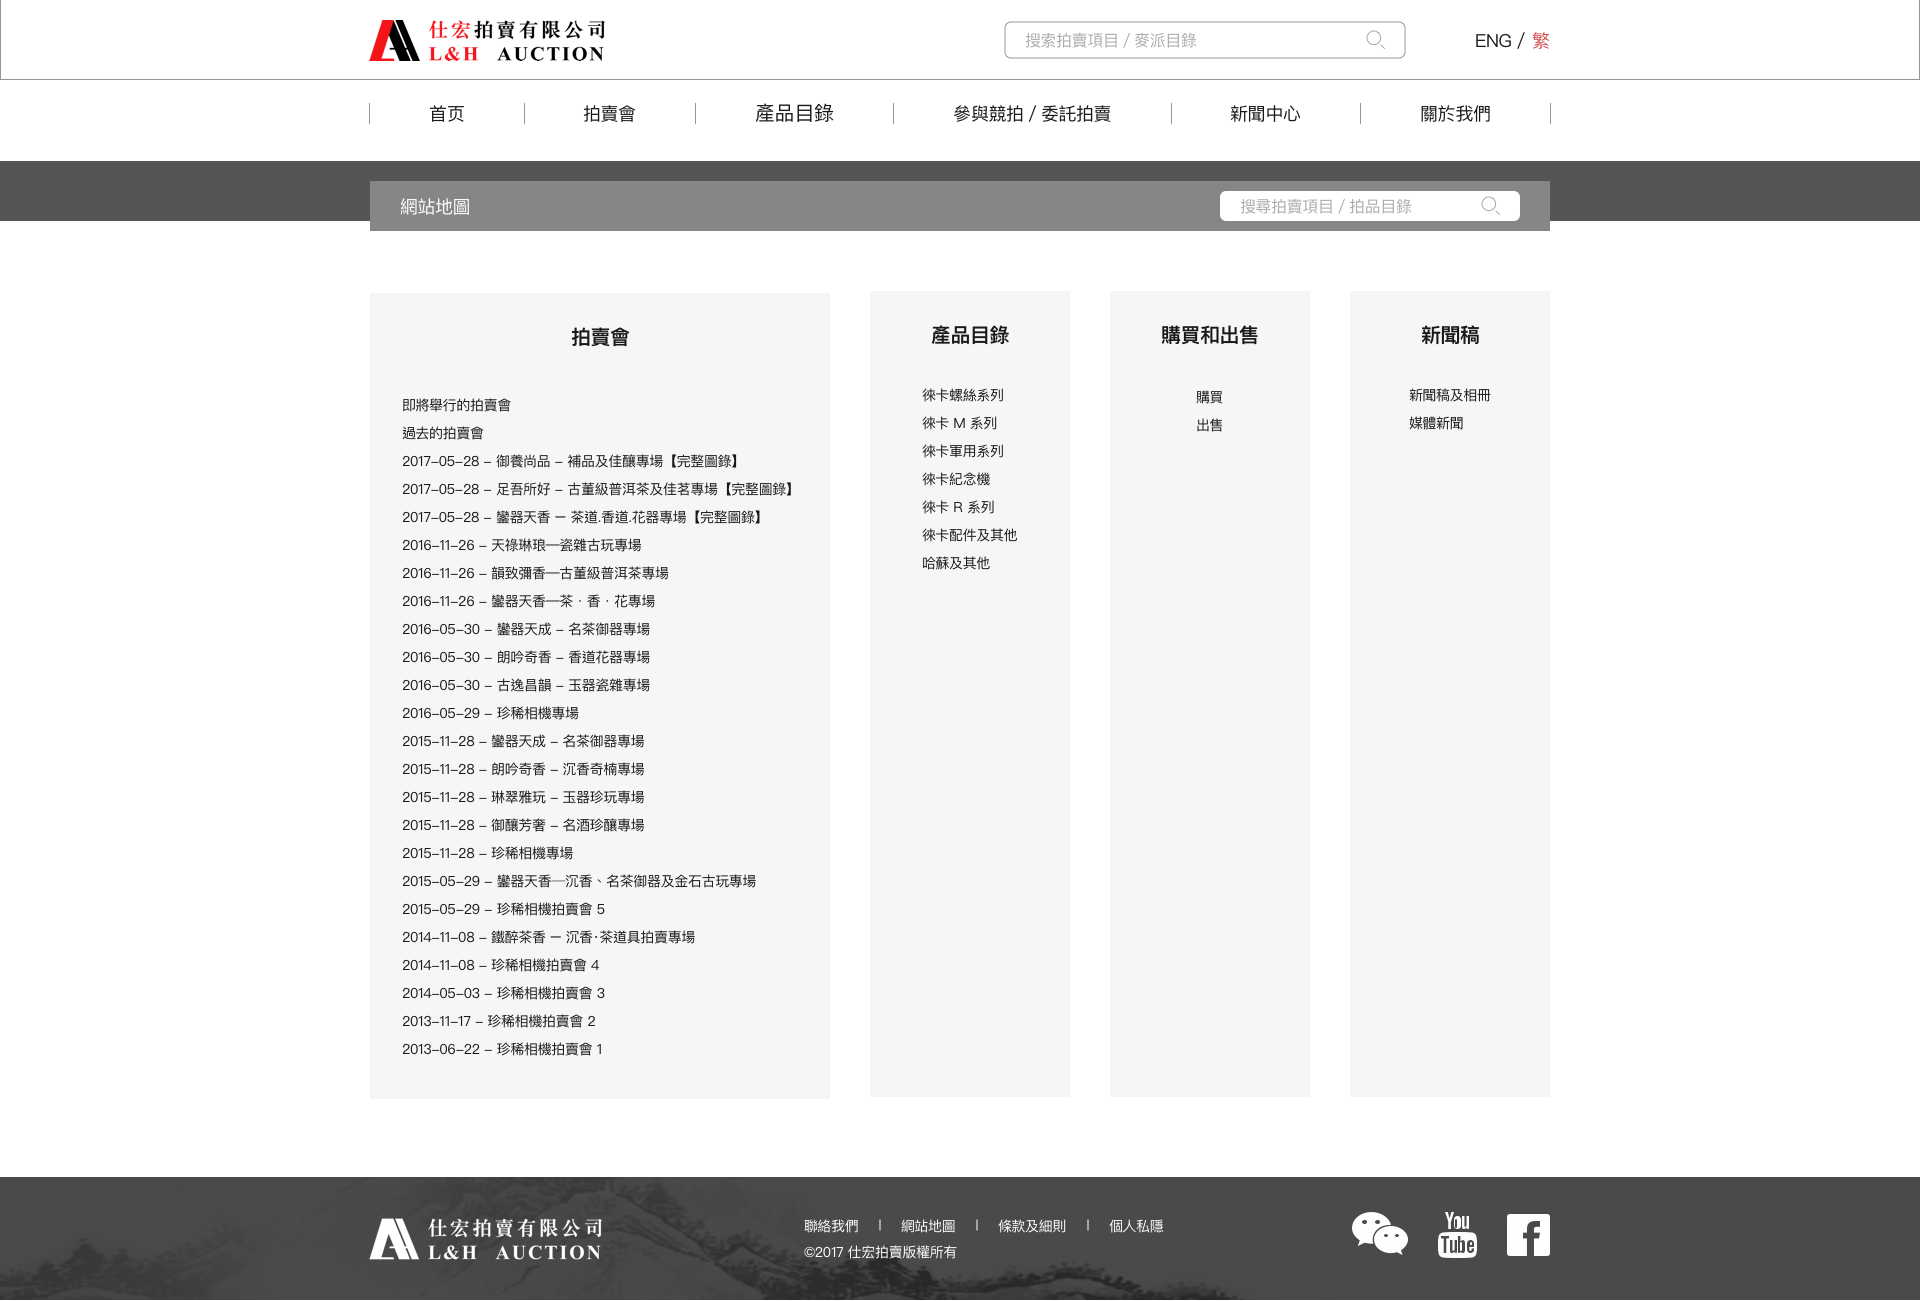 仕宏拍賣有限公司
L&H AUCTION
搜索拍賣項目 / 麥派目錄
ENG / 繁
首页
拍賣會
產品目錄
參與競拍 / 委託拍賣
新聞中心
關於我們
網站地圖
搜尋拍賣項目 / 拍品目錄
拍賣會
即將舉行的拍賣會
過去的拍賣會
2017-05-28 - 御養尚品 - 補品及佳釀專場【完整圖錄】
2017-05-28 - 足吾所好 - 古董級普洱茶及佳茗專場【完整圖錄】
2017-05-28 - 鑾器天香 — 茶道.香道.花器專場【完整圖錄】
2016-11-26 - 天祿琳琅—瓷雜古玩專場
2016-11-26 - 韻致彌香—古董級普洱茶專場
2016-11-26 - 鑾器天香—茶‧香‧花專場
2016-05-30 - 鑾器天成 - 名茶御器專場
2016-05-30 - 朗吟奇香 - 香道花器專場
2016-05-30 - 古逸昌韻 - 玉器瓷雜專場
2016-05-29 - 珍稀相機專場
2015-11-28 - 鑾器天成 - 名茶御器專場
2015-11-28 - 朗吟奇香 - 沉香奇楠專場
2015-11-28 - 琳翠雅玩 - 玉器珍玩專場
2015-11-28 - 御釀芳奢 - 名酒珍釀專場
2015-11-28 - 珍稀相機專場
2015-05-29 - 鑾器天香─沉香、名茶御器及金石古玩專場
2015-05-29 - 珍稀相機拍賣會 5
2014-11-08 - 鐵醉茶香 — 沉香·茶道具拍賣專場
2014-11-08 - 珍稀相機拍賣會 4
2014-05-03 - 珍稀相機拍賣會 3
2013-11-17 - 珍稀相機拍賣會 2
2013-06-22 - 珍稀相機拍賣會 1
產品目錄
徠卡螺絲系列
徠卡 M 系列
徠卡軍用系列
徠卡紀念機
徠卡 R 系列
徠卡配件及其他
哈蘇及其他
購買和出售
購買
出售
新聞稿
新聞稿及相冊
媒體新聞
仕宏拍賣有限公司
L&H AUCTION
聯絡我們 | 網站地圖 | 條款及細則 | 個人私隱
©2017 仕宏拍賣版權所有
You
Tube